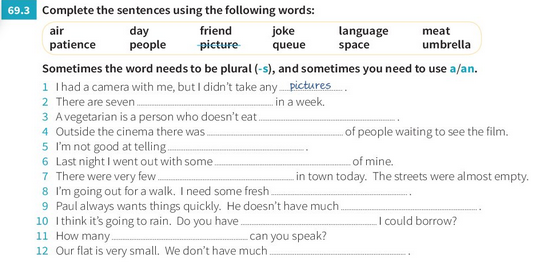 69.3 Complete the sentences using the following words:
air day friend joke language meat
patience people picture queue space umbrella
Sometimes the word needs to be plural (-s), and sometimes you need to use a/an.
1 I had a camera with me, but I didn't take any pictures .
2 There are seven in a week.
3 A vegetarian is a person who doesn't eat .
4 Outside the cinema there was of people waiting to see the film.
5 I'm not good at telling .
6 Last night I went out with some of mine.
7 There were very few in town today. The streets were almost empty.
8 I'm going out for a walk. I need some fresh .
9 Paul always wants things quickly. He doesn't have much .
10 I think it's going to rain. Do you have I could borrow?
11 How many can you speak?
12 Our flat is very small. We don't have much .